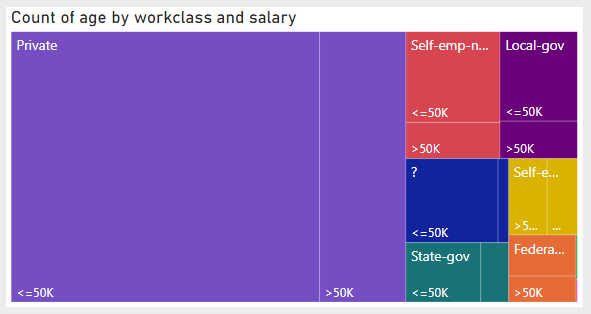 Count of age by workclass and salary
Private
<=50K
>50K
Self-emp-n...
<=50K
>50K
Local-gov
<=50K
>50K
?
<=50K
State-gov
<=50K
Self-e...
>5...
...
Federa...
>50K